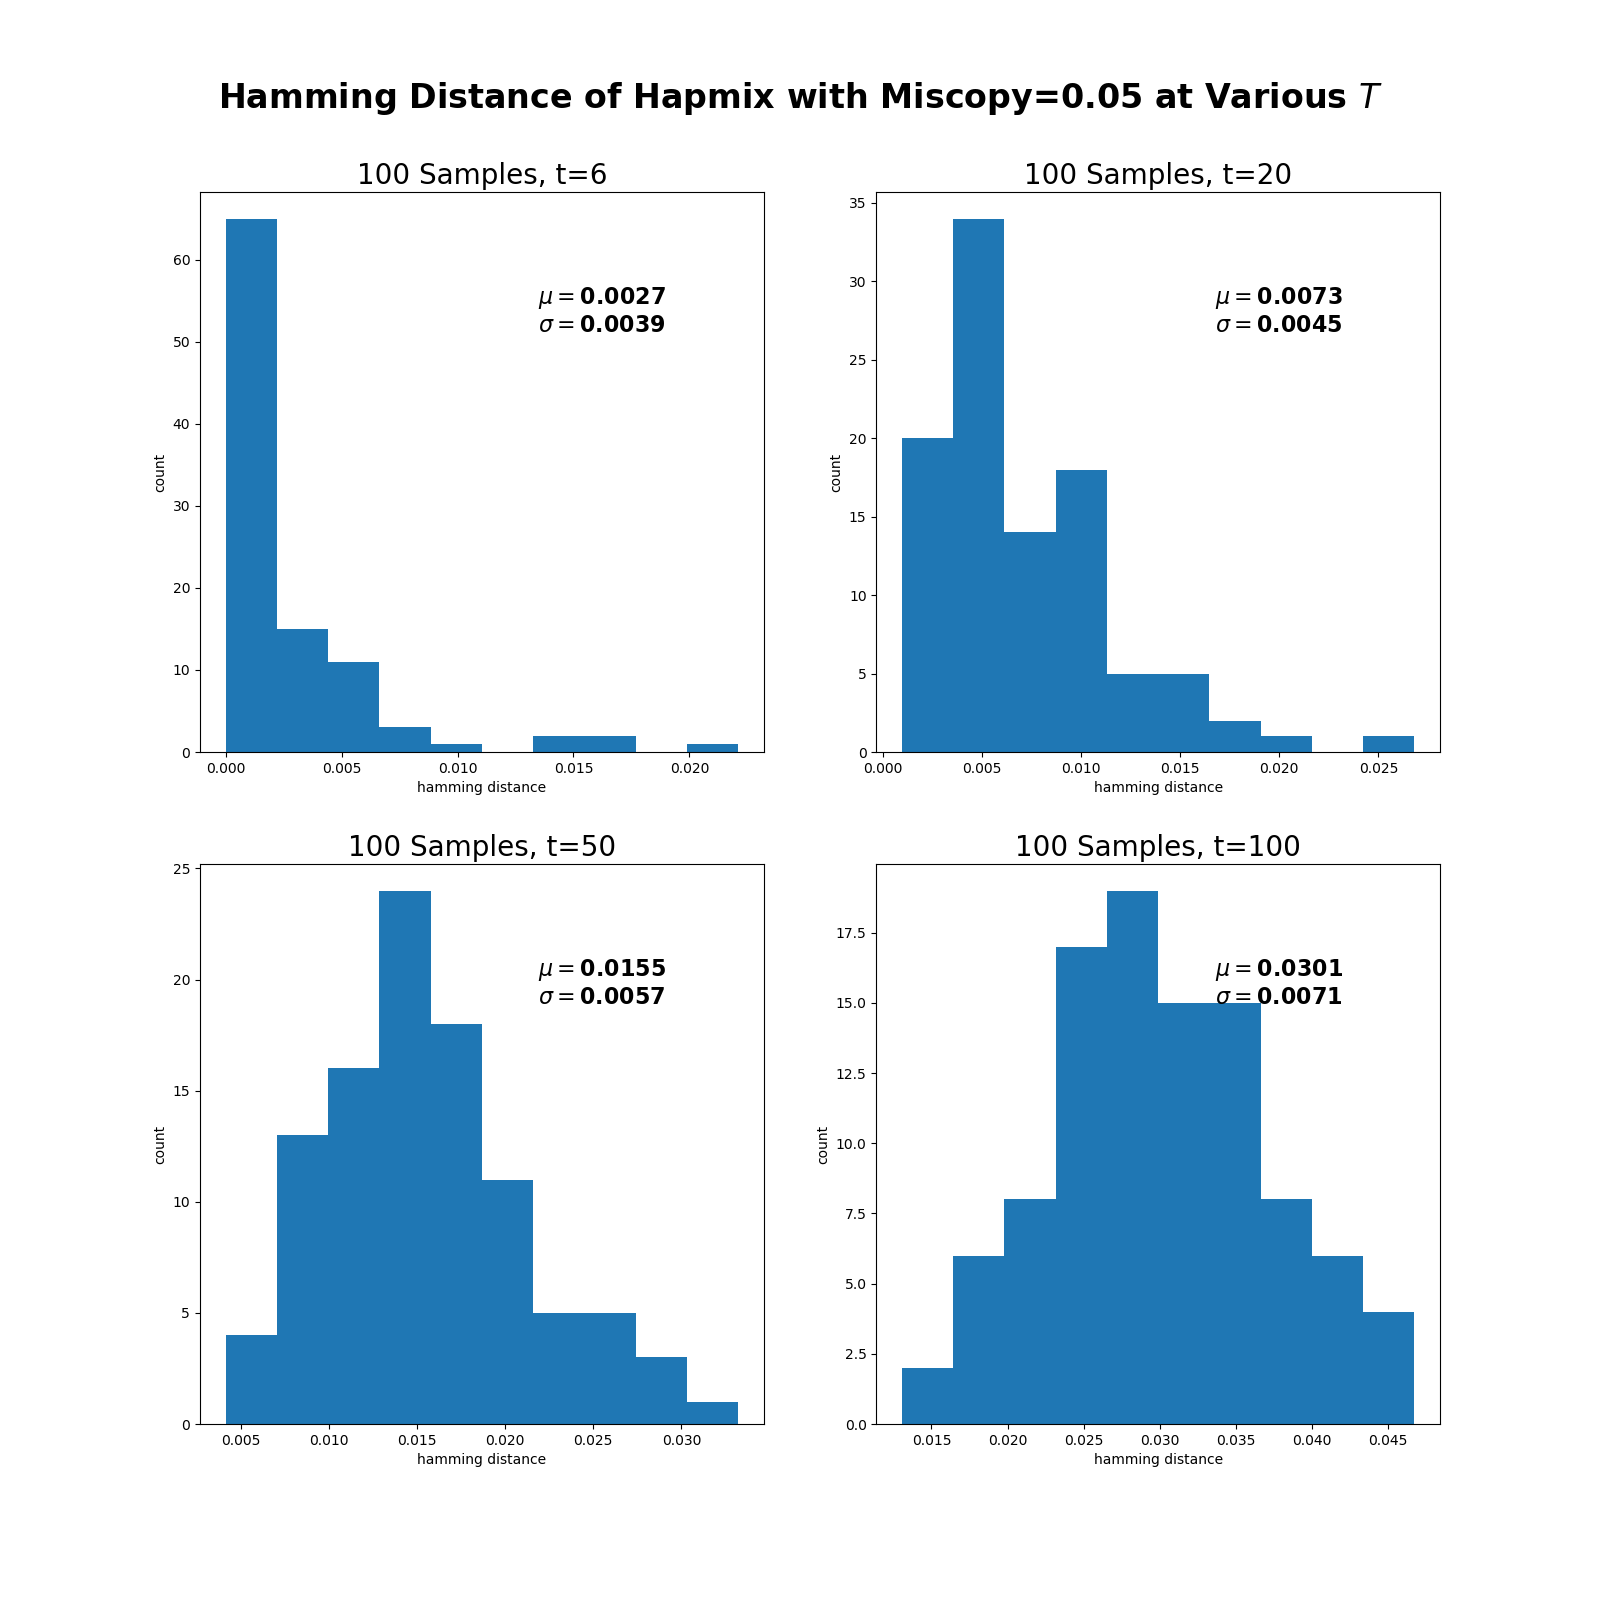 Hamming Distance of Hapmix with Miscopy=0.05 at Various T
100 Samples, t=6
60
50
40
30
20
10
0
count
μ = 0.0027
σ = 0.0039
0.000 0.005 0.010 0.015 0.020
hamming distance
100 Samples, t=20
35
30
25
20
15
10
5
0
count
μ = 0.0073
σ = 0.0045
0.000 0.005 0.010 0.015 0.020 0.025
hamming distance
100 Samples, t=50
25
20
15
10
5
0
count
μ = 0.0155
σ = 0.0057
0.005 0.010 0.015 0.020 0.025 0.030
hamming distance
100 Samples, t=100
17.5
15.0
12.5
10.0
7.5
5.0
2.5
0.0
count
μ = 0.0301
σ = 0.0071
0.015 0.020 0.025 0.030 0.035 0.040 0.045
hamming distance